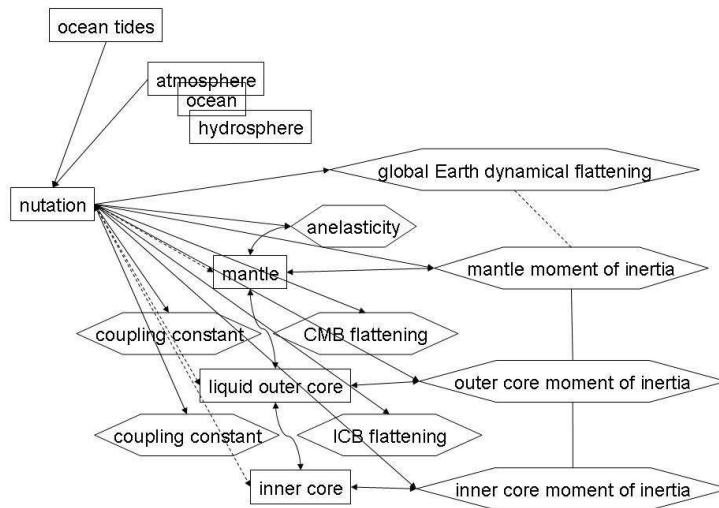 ocean tides
atmosphere
ocean
hydrosphere
global Earth dynamical flattening
nutation
anelasticity
mantle
mantle moment of inertia
coupling constant
CMB flattening
liquid outer core
outer core moment of inertia
coupling constant
ICB flattening
inner core
inner core moment of inertia